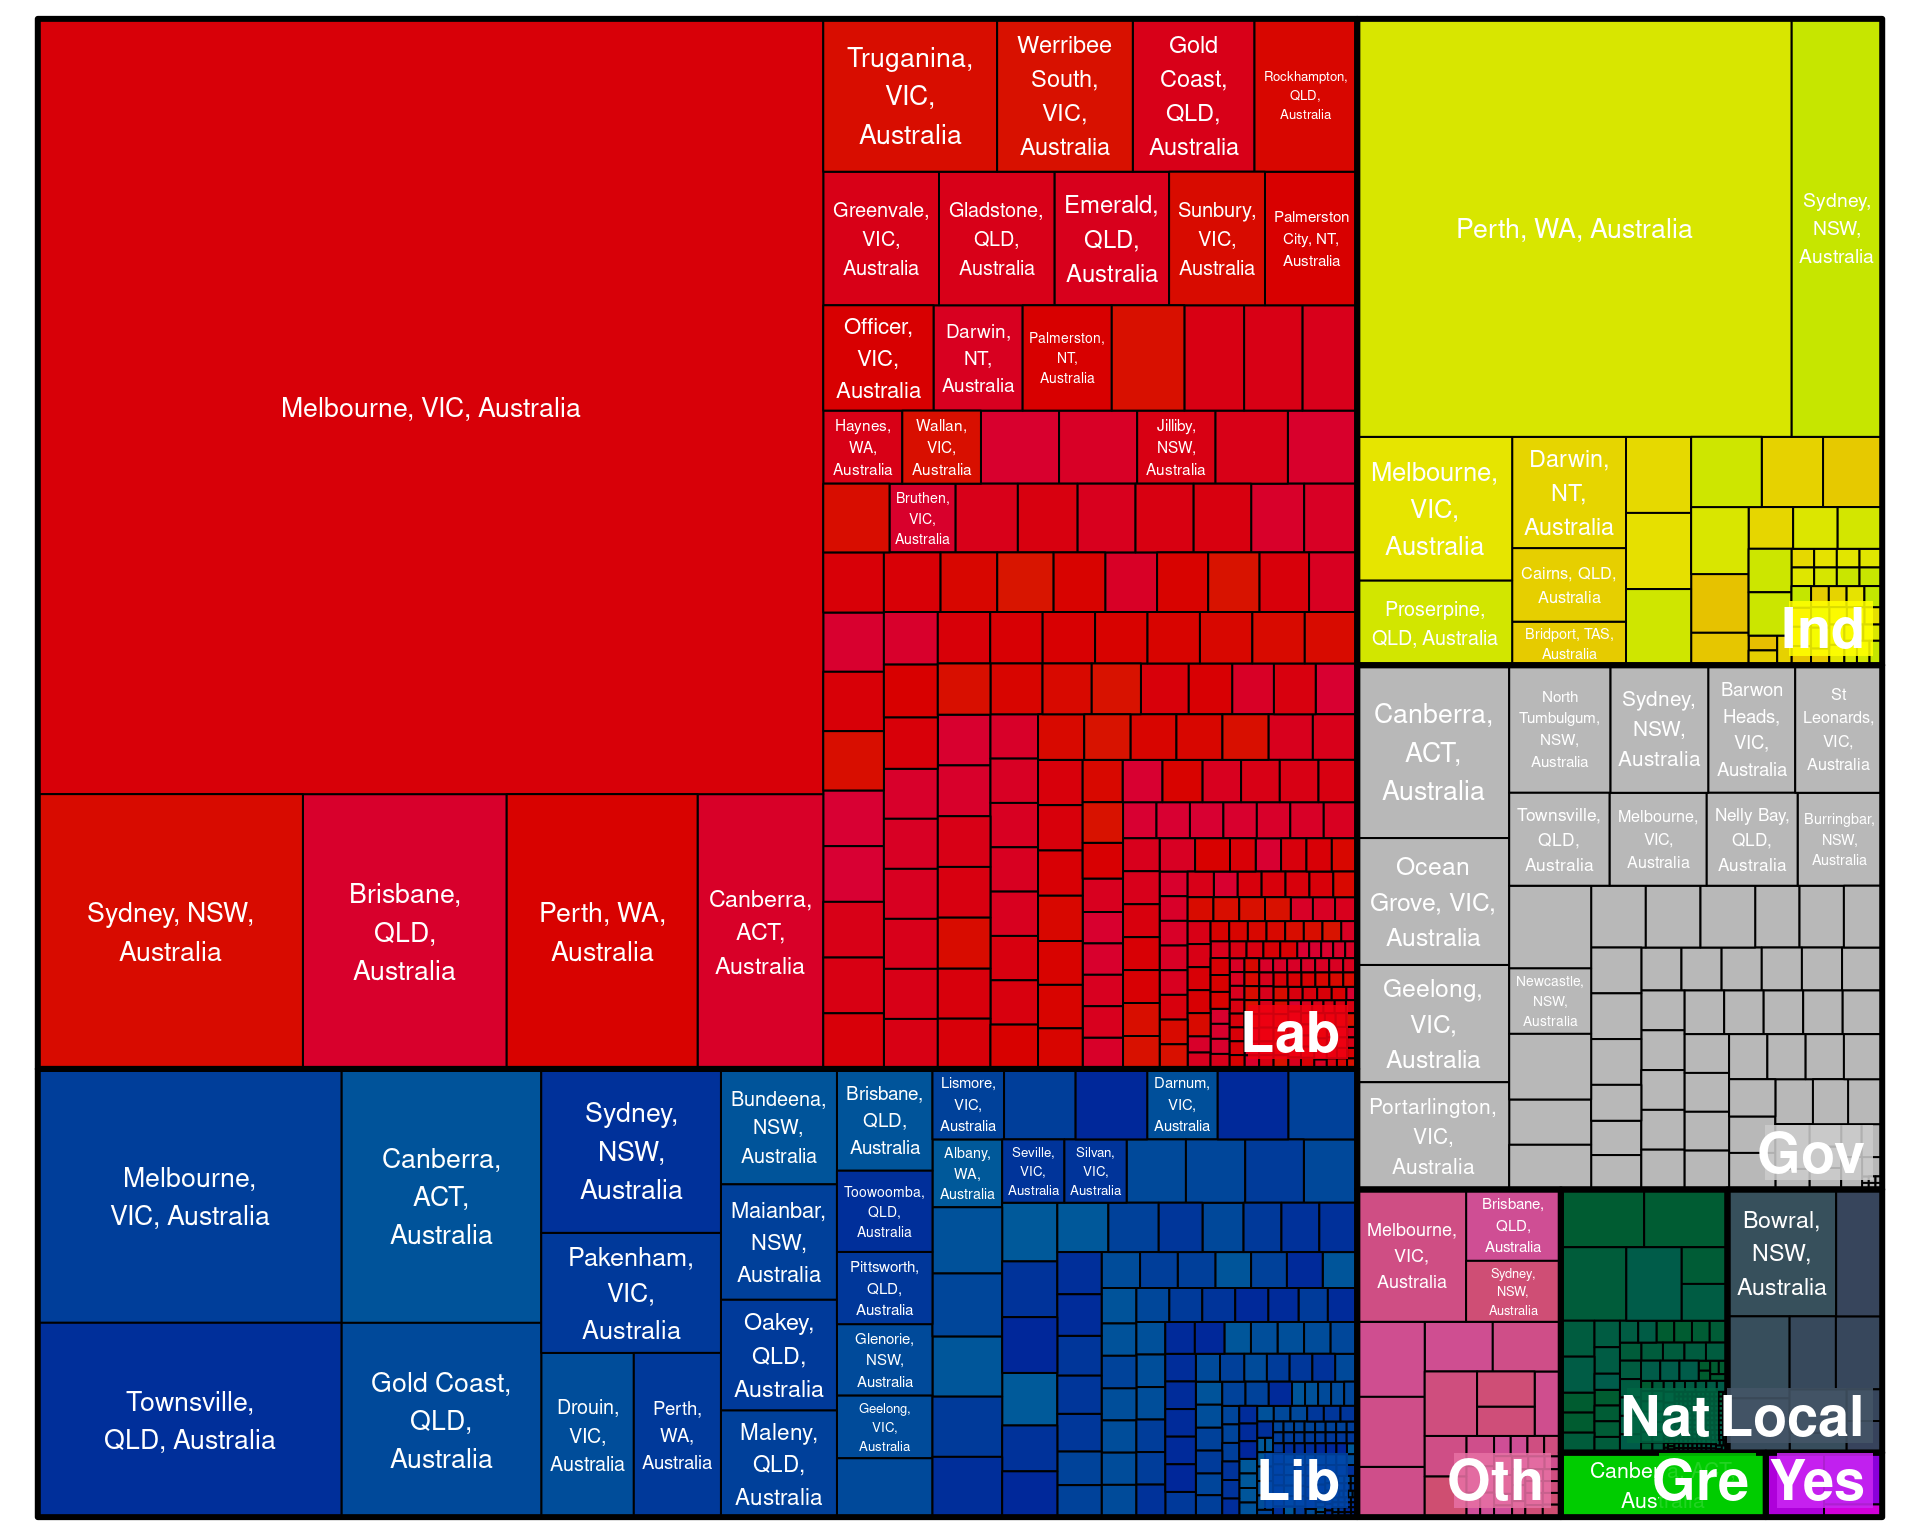 Melbourne, VIC, Australia
Sydney, NSW,
Australia
Brisbane,
QLD,
Australia
Perth, WA,
Australia
Canberra,
ACT,
Australia
Truganina,
VIC,
Australia
Werribee
South,
VIC,
Australia
Gold
Coast,
QLD,
Australia
Rockhampton,
QLD,
Australia
Greenvale,
VIC,
Australia
Gladstone,
QLD,
Australia
Emerald,
QLD,
Australia
Sunbury,
VIC,
Australia
Palmerston
City, NT,
Australia
Officer,
VIC,
Australia
Darwin,
NT,
Australia
Palmerston,
NT,
Australia
Haynes,
WA,
Australia
Wallan,
VIC,
Australia
Jilliby,
NSW,
Australia
Bruthen,
VIC,
Australia
Lab
Melbourne,
VIC, Australia
Townsville,
QLD, Australia
Canberra,
ACT,
Australia
Gold Coast,
QLD,
Australia
Sydney,
NSW,
Australia
Pakenham,
VIC,
Australia
Drouin,
VIC,
Australia
Perth,
WA,
Australia
Bundeena,
NSW,
Australia
Maianbar,
NSW,
Australia
Oakey,
QLD,
Australia
Maleny,
QLD,
Australia
Brisbane,
QLD,
Australia
Toowoomba,
QLD,
Australia
Pittsworth,
QLD,
Australia
Glenorie,
NSW,
Australia
Geelong,
VIC,
Australia
Lismore,
VIC,
Australia
Darnum,
VIC,
Australia
Albany,
WA,
Australia
Seville,
VIC,
Australia
Silvan,
VIC,
Australia
Lib
Perth, WA, Australia
Sydney,
NSW,
Australia
Melbourne,
VIC,
Australia
Proserpine,
QLD, Australia
Darwin,
NT,
Australia
Cairns, QLD,
Australia
Bridport, TAS,
Australia
Ind
Canberra,
ACT,
Australia
Ocean
Grove, VIC,
Australia
Geelong,
VIC,
Australia
Portarlington,
VIC,
Australia
North
Tumbulgum,
NSW,
Australia
Sydney,
NSW,
Australia
Barwon
Heads,
VIC,
Australia
St
Leonards,
VIC,
Australia
Townsville,
QLD,
Australia
Melbourne,
VIC,
Australia
Nelly Bay,
QLD,
Australia
Burringbar,
NSW,
Australia
Newcastle,
NSW,
Australia
Gov
Melbourne,
VIC,
Australia
Brisbane,
QLD,
Australia
Sydney,
NSW,
Australia
Oth
Nat
Bowral,
NSW,
Australia
Local
Canberra, ACT,
Australia
Gre
Yes